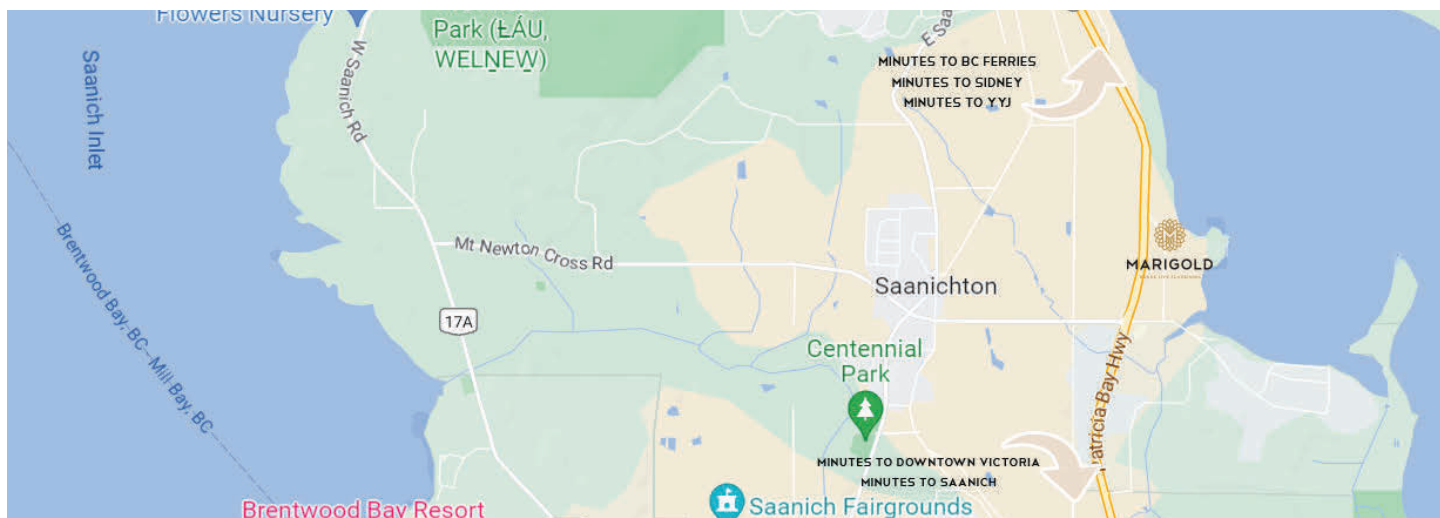 Flowers Nursery
Park (ŁÁU,
WELṈEW̱)
E Saa
MINUTES TO BC FERRIES
MINUTES TO SIDNEY
MINUTES TO YYJ
Saanich Inlet
W Saanich Rd
Mt Newton Cross Rd
MARIGOLD
Saanichton
17A
Brentwood Bay, BC - Mill Bay, BC
Centennial
Park
atricia Bay Hwy
MINUTES TO DOWNTOWN VICTORIA
MINUTES TO SAANICH
Brentwood Bay Resort
Saanich Fairgrounds